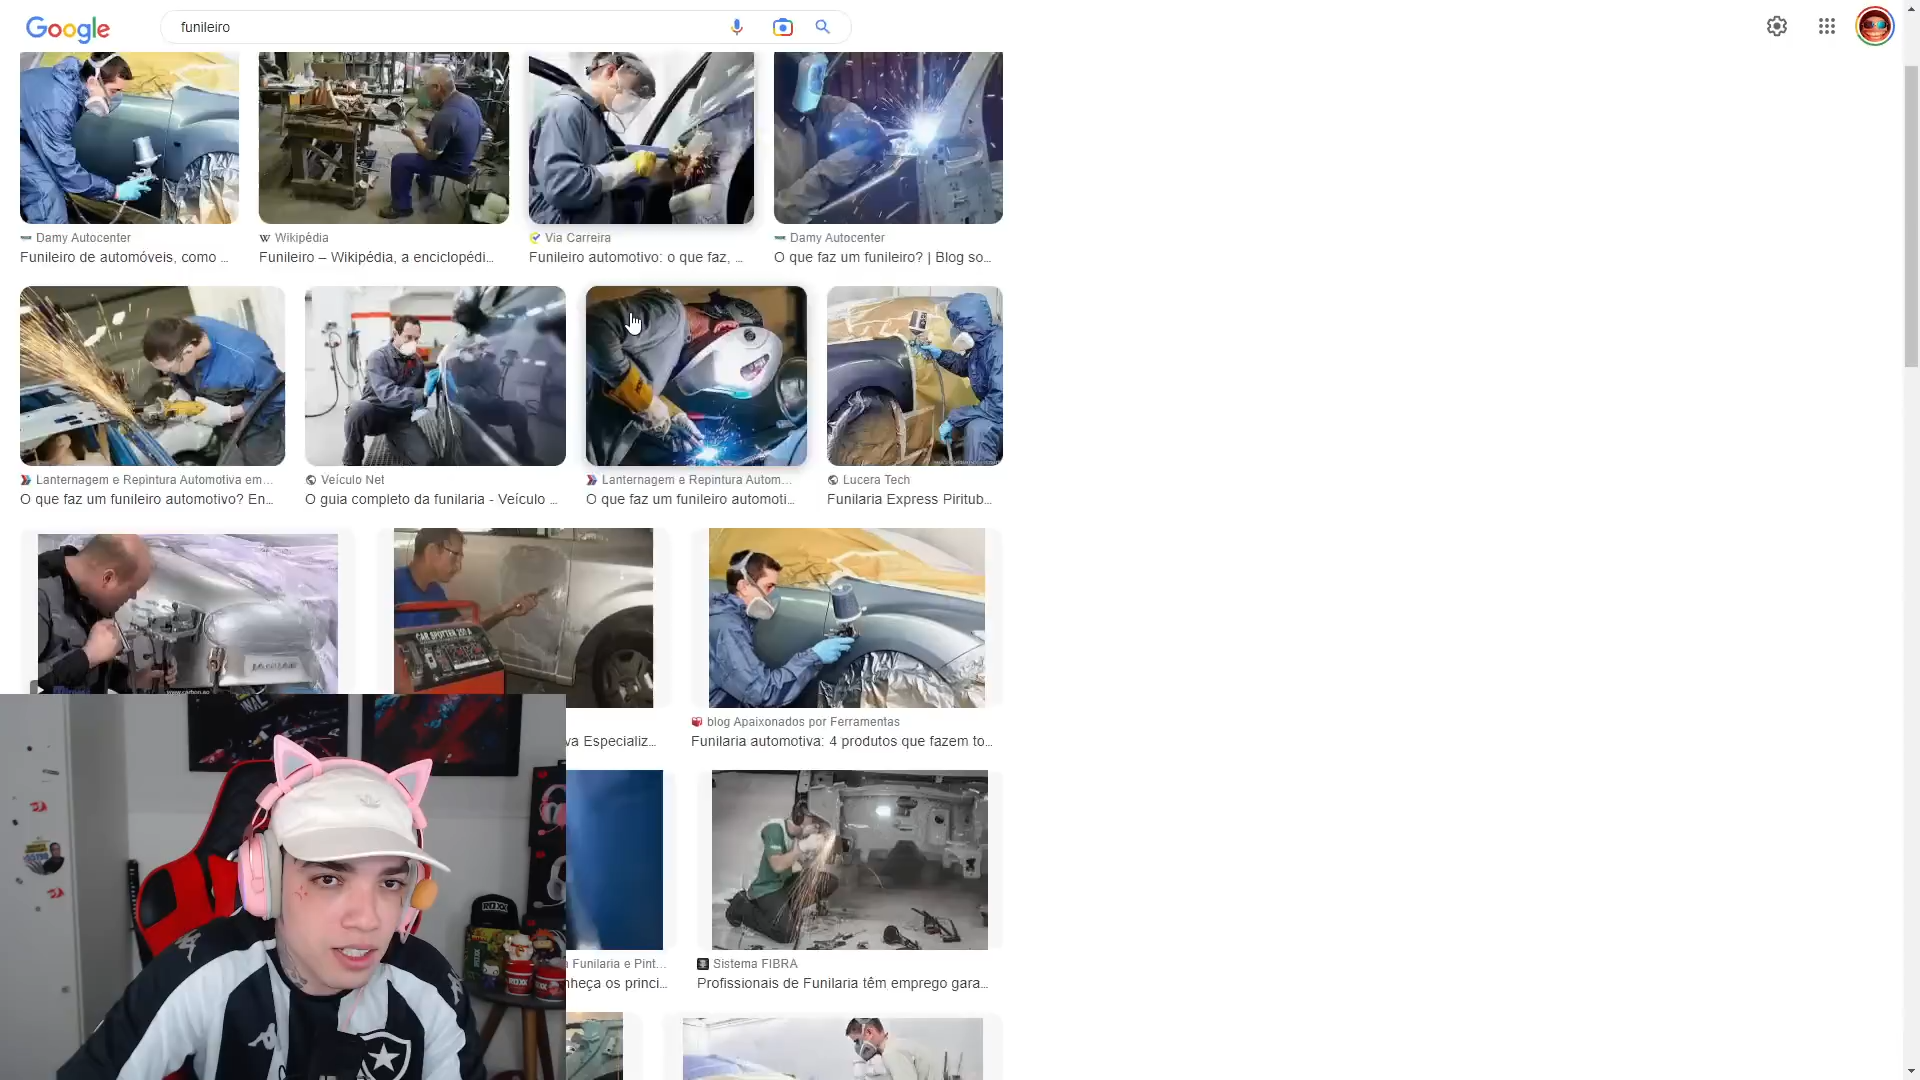 Google
funileiro
Damy Autocenter
Funileiro de automóveis, como ...
W Wikipédia
Funileiro – Wikipédia, a enciclopédi...
Via Carreira
Funileiro automotivo: o que faz, ...
Damy Autocenter
O que faz um funileiro? | Blog so...
Lanternagem e Repintura Automotiva em...
O que faz um funileiro automotivo? En...
Veículo Net
O guia completo da funilaria - Veículo ...
Lanternagem e Repintura Autom...
O que faz um funileiro automoti...
Lucera Tech
Funilaria Express Piritub...
JAGUAR
CAR SPOTTER 250 A
va Especializ...
blog Apaixonados por Ferramentas
Funilaria automotiva: 4 produtos que fazem to...
Funilaria e Pint...
nheça os princi...
Sistema FIBRA
Profissionais de Funilaria têm emprego gara...